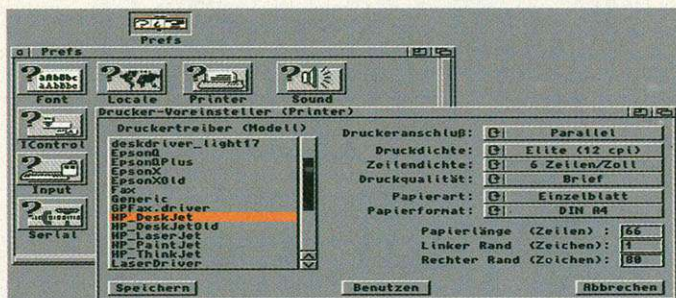 Prefs
Prefs
Font
Locale
Printer
Sound
IControl
Input
Serial
Drucker-Voreinsteller (Printer)
Druckertreiber (Modell)
deskdriver_light17
EpsonQ
EpsonQPlus
EpsonX
EpsonXOld
Fax
Generic
GPFax.driver
HP_DeskJet
HP_DeskJetOld
HP_LaserJet
HP_PaintJet
HP_ThinkJet
LaserDriver
Druckeranschluß: Parallel
Druckdichte: Elite (12 cpi)
Zeilendichte: 6 Zeilen/Zoll
Druckqualität: Brief
Papierart: Einzelblatt
Papierformat: DIN A4
Papierlänge (Zeilen) : 66
Linker Rand (Zeichen): 1
Rechter Rand (Zeichen): 80
Speichern
Benutzen
Abbrechen